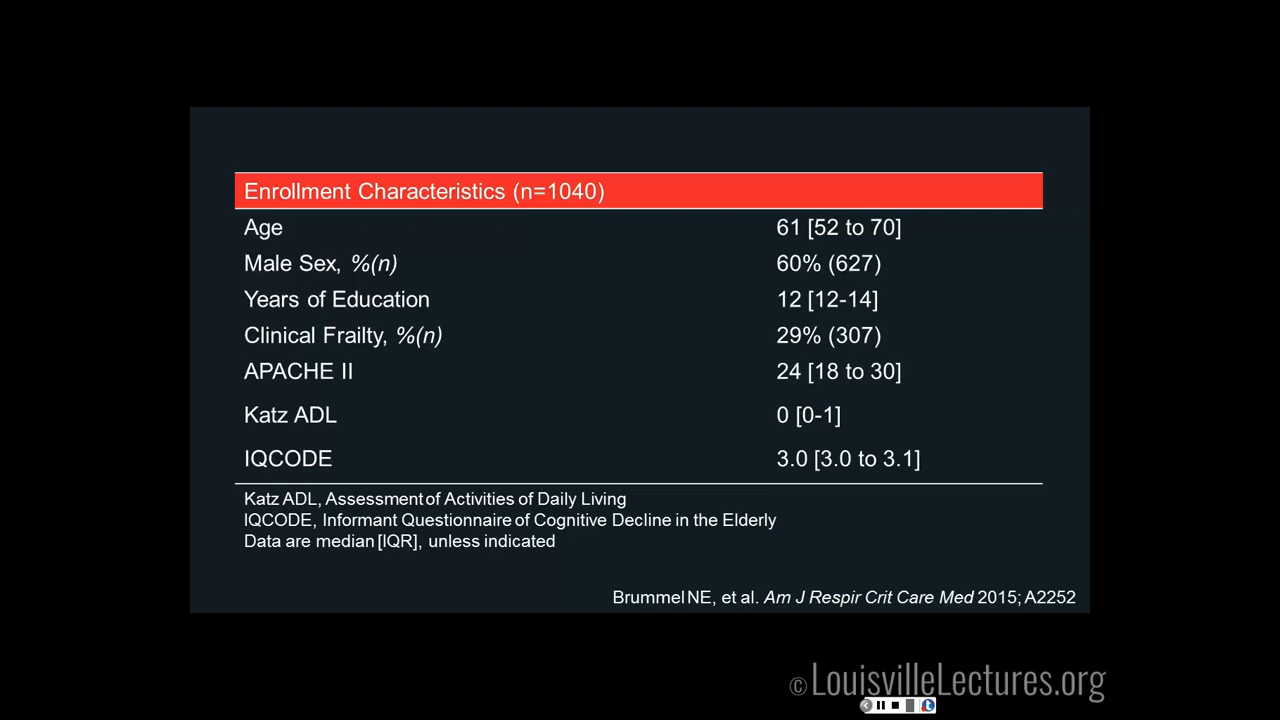 Enrollment Characteristics (n=1040)
Age 61 [52 to 70]
Male Sex, %(n) 60% (627)
Years of Education 12 [12-14]
Clinical Frailty, %(n) 29% (307)
APACHE II 24 [18 to 30]
Katz ADL 0 [0-1]
IQCODE 3.0 [3.0 to 3.1]
Katz ADL, Assessment of Activities of Daily Living
IQCODE, Informant Questionnaire of Cognitive Decline in the Elderly
Data are median [IQR], unless indicated
Brummel NE, et al. Am J Respir Crit Care Med 2015; A2252
© LouisvilleLectures.org